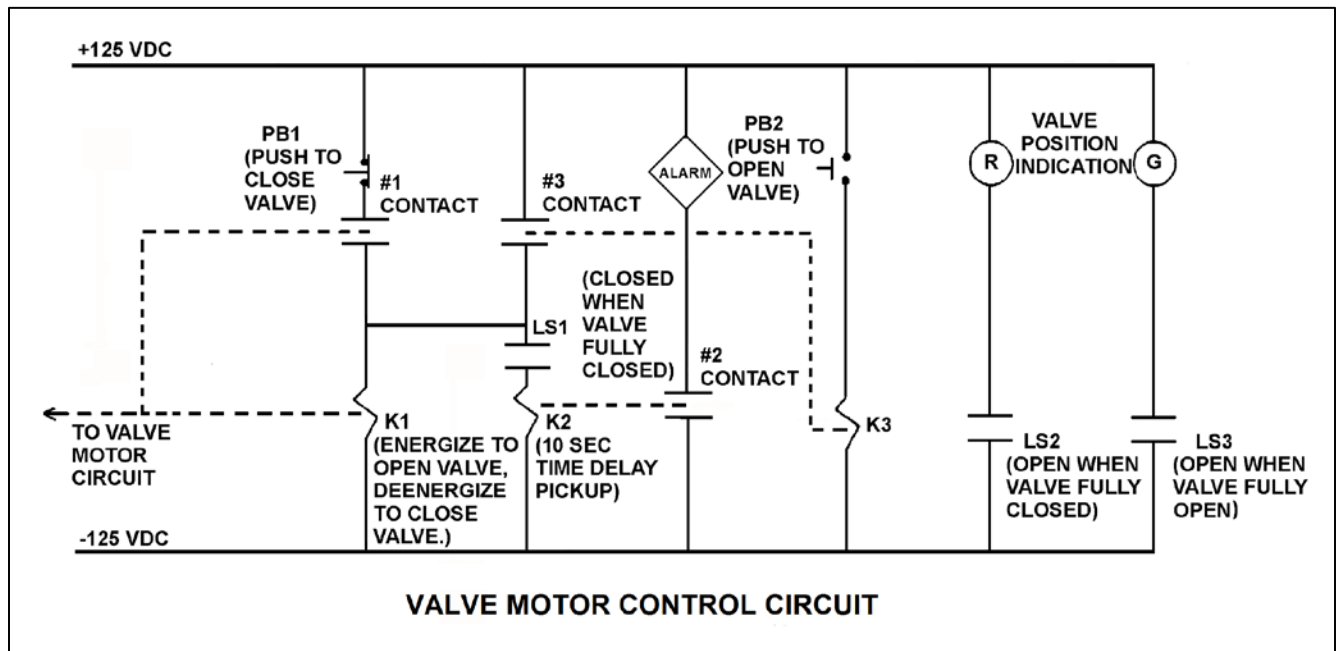 +125 VDC
PB1
(PUSH TO
CLOSE
VALVE)
#1
CONTACT
#3
CONTACT
ALARM
PB2
(PUSH TO
OPEN
VALVE)
R
VALVE
POSITION
INDICATION
G
LS1
(CLOSED
WHEN
VALVE
FULLY
CLOSED)
#2
CONTACT
TO VALVE
MOTOR
CIRCUIT
K1
(ENERGIZE TO
OPEN VALVE,
DEENERGIZE
TO CLOSE
VALVE.)
K2
(10 SEC
TIME DELAY
PICKUP)
K3
LS2
(OPEN WHEN
VALVE FULLY
CLOSED)
LS3
(OPEN WHEN
VALVE FULLY
OPEN)
-125 VDC
VALVE MOTOR CONTROL CIRCUIT